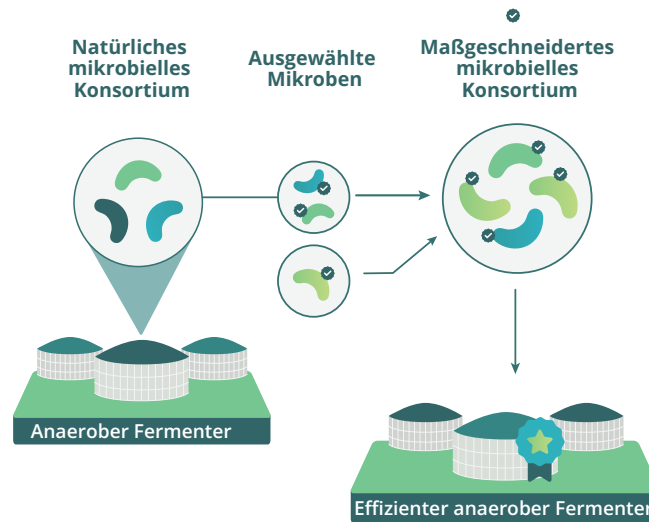 Natürliches
mikrobielles
Konsortium
Ausgewählte
Mikroben
Maßgeschneidertes
mikrobielles
Konsortium
Anaerober Fermenter
Effizienter anaerober Fermenter